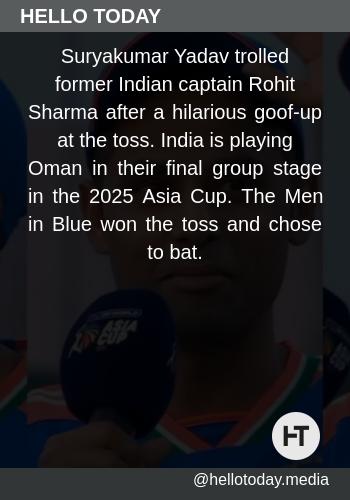 HELLO TODAY
Suryakumar Yadav trolled
former Indian captain Rohit
Sharma after a hilarious goof-up
at the toss. India is playing
Oman in their final group stage
in the 2025 Asia Cup. The Men
in Blue won the toss and chose
to bat.
ASIA
CUP
HT
@hellotoday.media